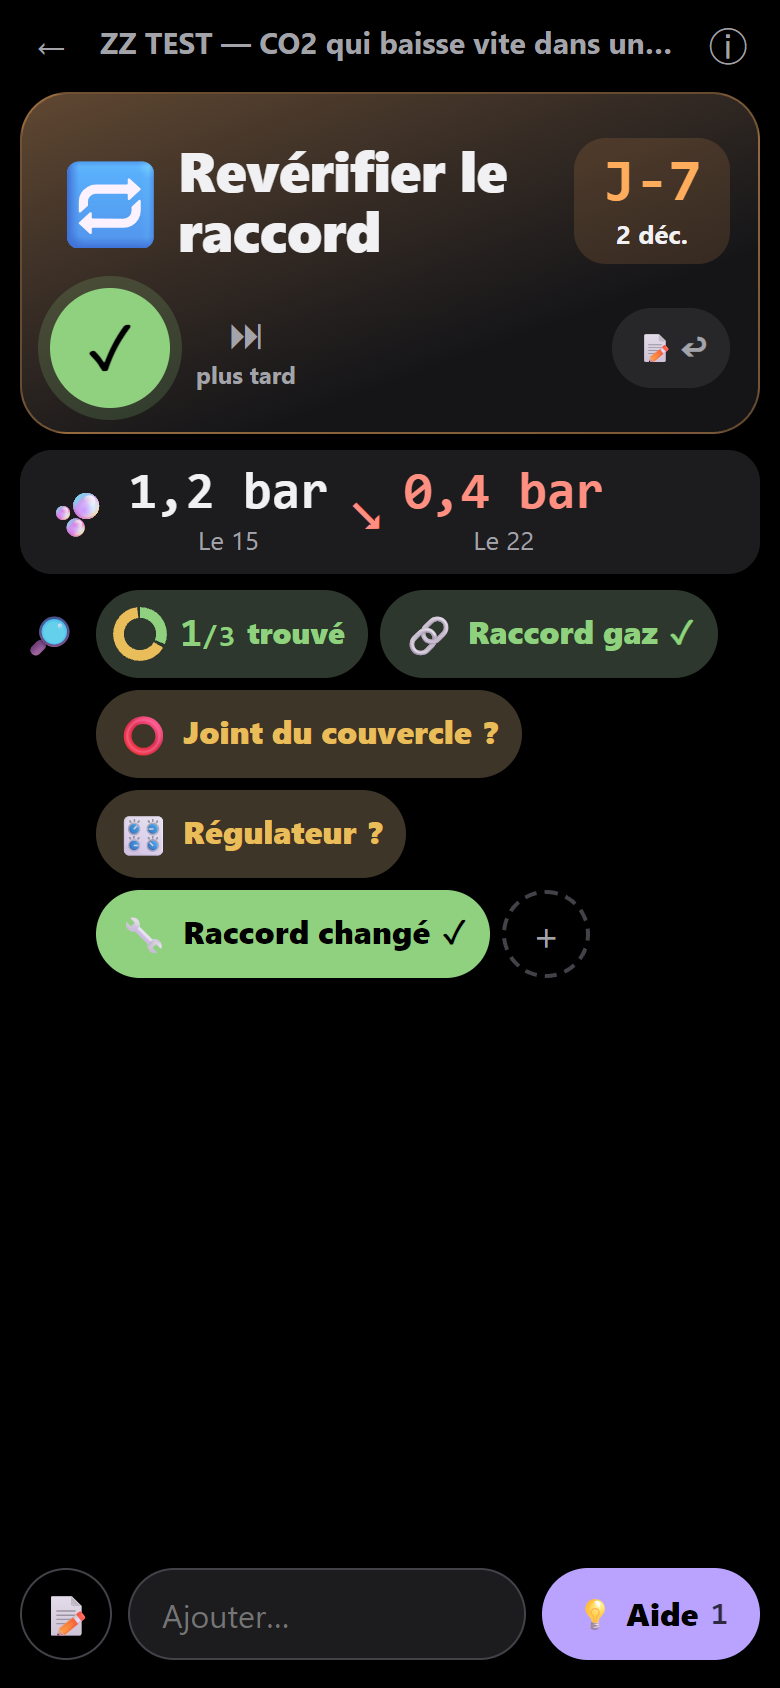 ← ZZ TEST — CO2 qui baisse vite dans un... ⓘ
Revérifier le
raccord
J-7
2 déc.
✓
plus tard
1,2 bar ↘ 0,4 bar
Le 15
Le 22
1/3 trouvé
Raccord gaz ✓
Joint du couvercle ?
Régulateur ?
Raccord changé ✓
+
Ajouter...
Aide 1